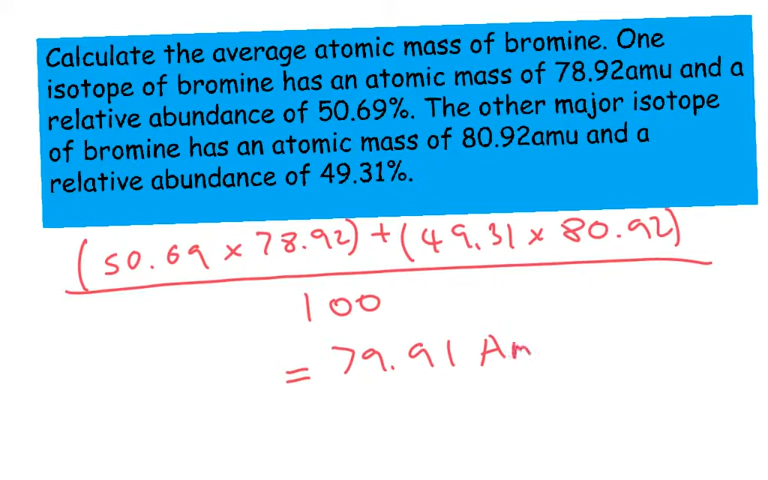 Calculate the average atomic mass of bromine. One
isotope of bromine has an atomic mass of 78.92amu and a
relative abundance of 50.69%. The other major isotope
of bromine has an atomic mass of 80.92amu and a
relative abundance of 49.31%.
(50.69 × 78.92) + (49.31 × 80.92)
100
= 79.91 Am